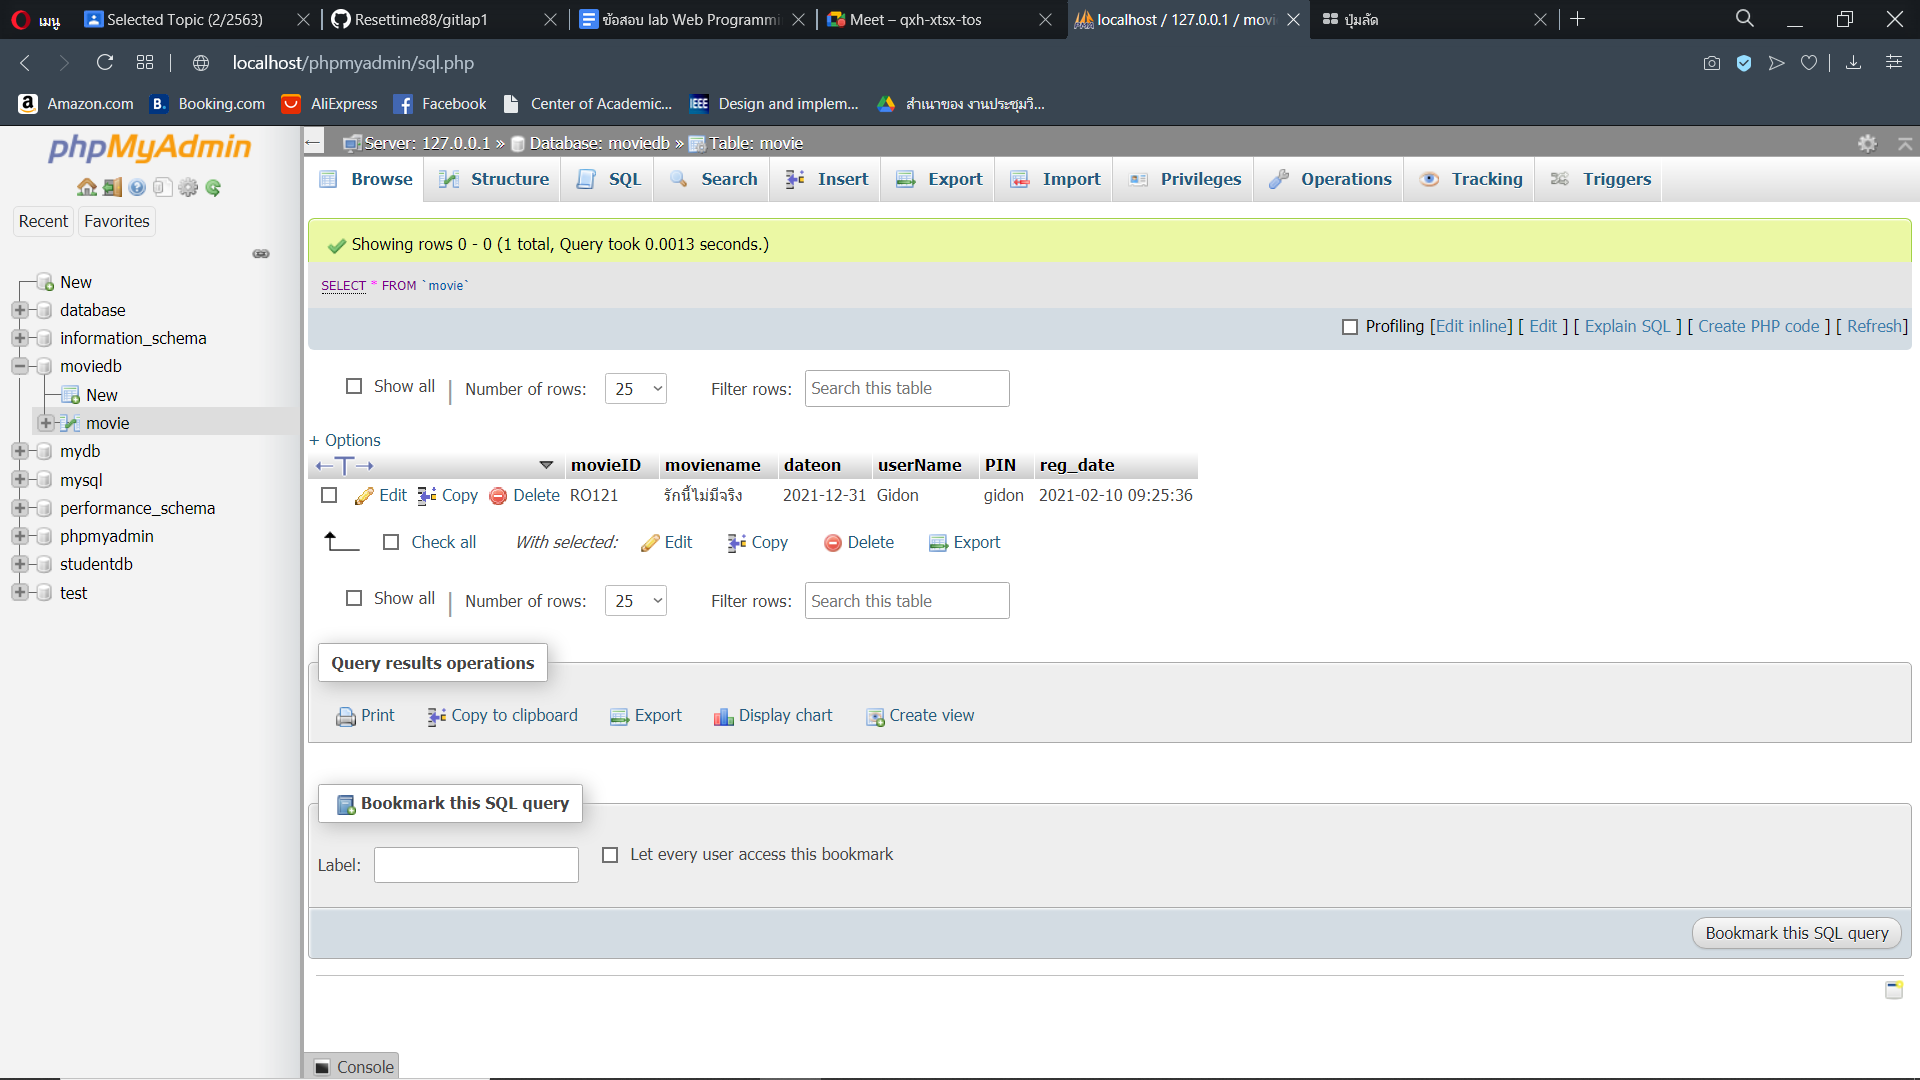 เมนู
Selected Topic (2/2563)
Resettime88/gitlap1
ข้อสอบ lab Web Programmi
Meet – qxh-xtsx-tos
localhost / 127.0.0.1 / movi
ปุ่มลัด
localhost/phpmyadmin/sql.php
Amazon.com
Booking.com
AliExpress
Facebook
Center of Academic...
Design and implem...
สำเนาของ งานประชุมวิ...
phpMyAdmin
Recent
Favorites
New
database
information_schema
moviedb
New
movie
mydb
mysql
performance_schema
phpmyadmin
studentdb
test
Server: 127.0.0.1 » Database: moviedb » Table: movie
Browse
Structure
SQL
Search
Insert
Export
Import
Privileges
Operations
Tracking
Triggers
Showing rows 0 - 0 (1 total, Query took 0.0013 seconds.)
SELECT * FROM `movie`
Profiling [Edit inline] [ Edit ] [ Explain SQL ] [ Create PHP code ] [ Refresh]
Show all | Number of rows: 25 Filter rows: Search this table
+ Options
←T→ movieID moviename dateon userName PIN reg_date
Edit Copy Delete RO121 รักนี้ไม่มีจริง 2021-12-31 Gidon gidon 2021-02-10 09:25:36
Check all With selected: Edit Copy Delete Export
Show all | Number of rows: 25 Filter rows: Search this table
Query results operations
Print Copy to clipboard Export Display chart Create view
Bookmark this SQL query
Label: Let every user access this bookmark
Bookmark this SQL query
Console